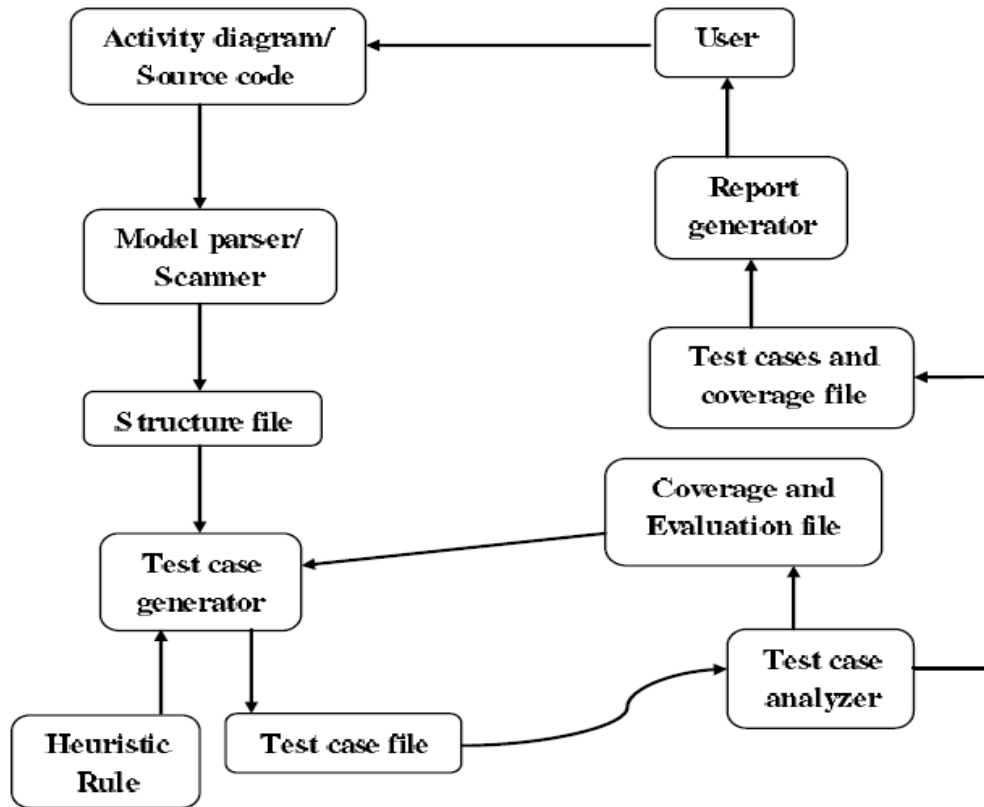 Activity diagram/
Source code
User
Report
generator
Model parser/
Scanner
Test cases and
coverage file
Structure file
Coverage and
Evaluation file
Test case
generator
Test case
analyzer
Heuristic
Rule
Test case file